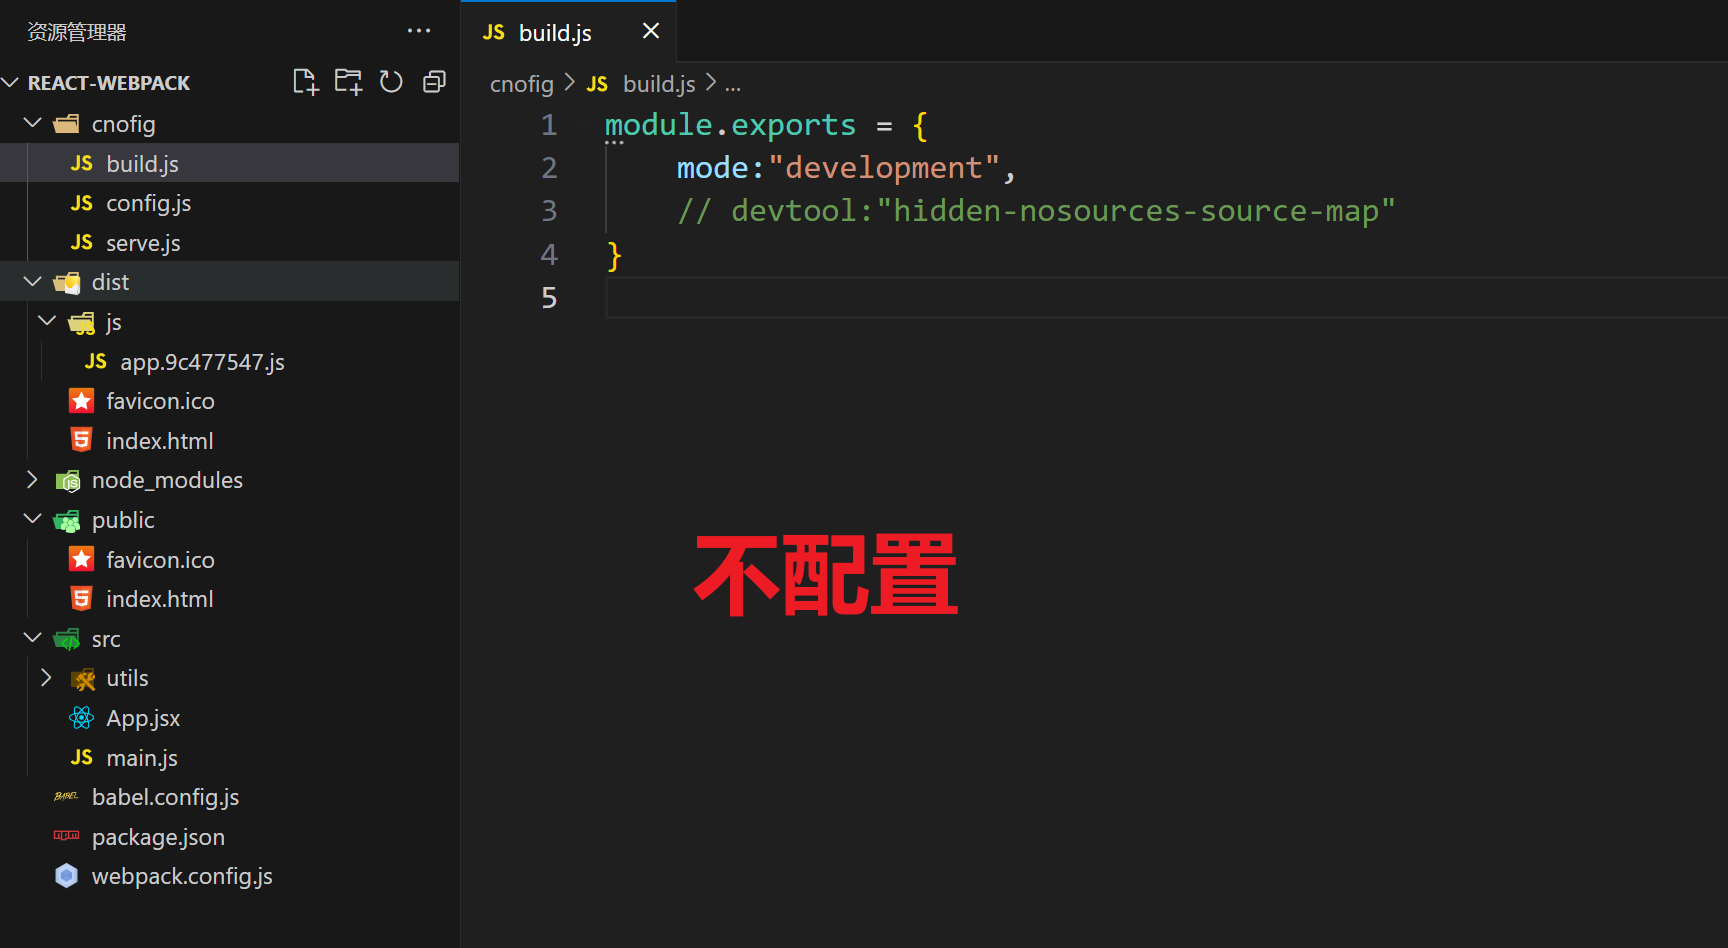 资源管理器
REACT-WEBPACK
cnofig
JS build.js
JS config.js
JS serve.js
dist
js
JS app.9c477547.js
favicon.ico
index.html
node_modules
public
favicon.ico
index.html
src
utils
App.jsx
JS main.js
BABEL babel.config.js
npm package.json
webpack.config.js
JS build.js
cnofig > JS build.js > ...
1 module.exports = {
2 mode:"development",
3 // devtool:"hidden-nosources-source-map"
4 }
5
不配置